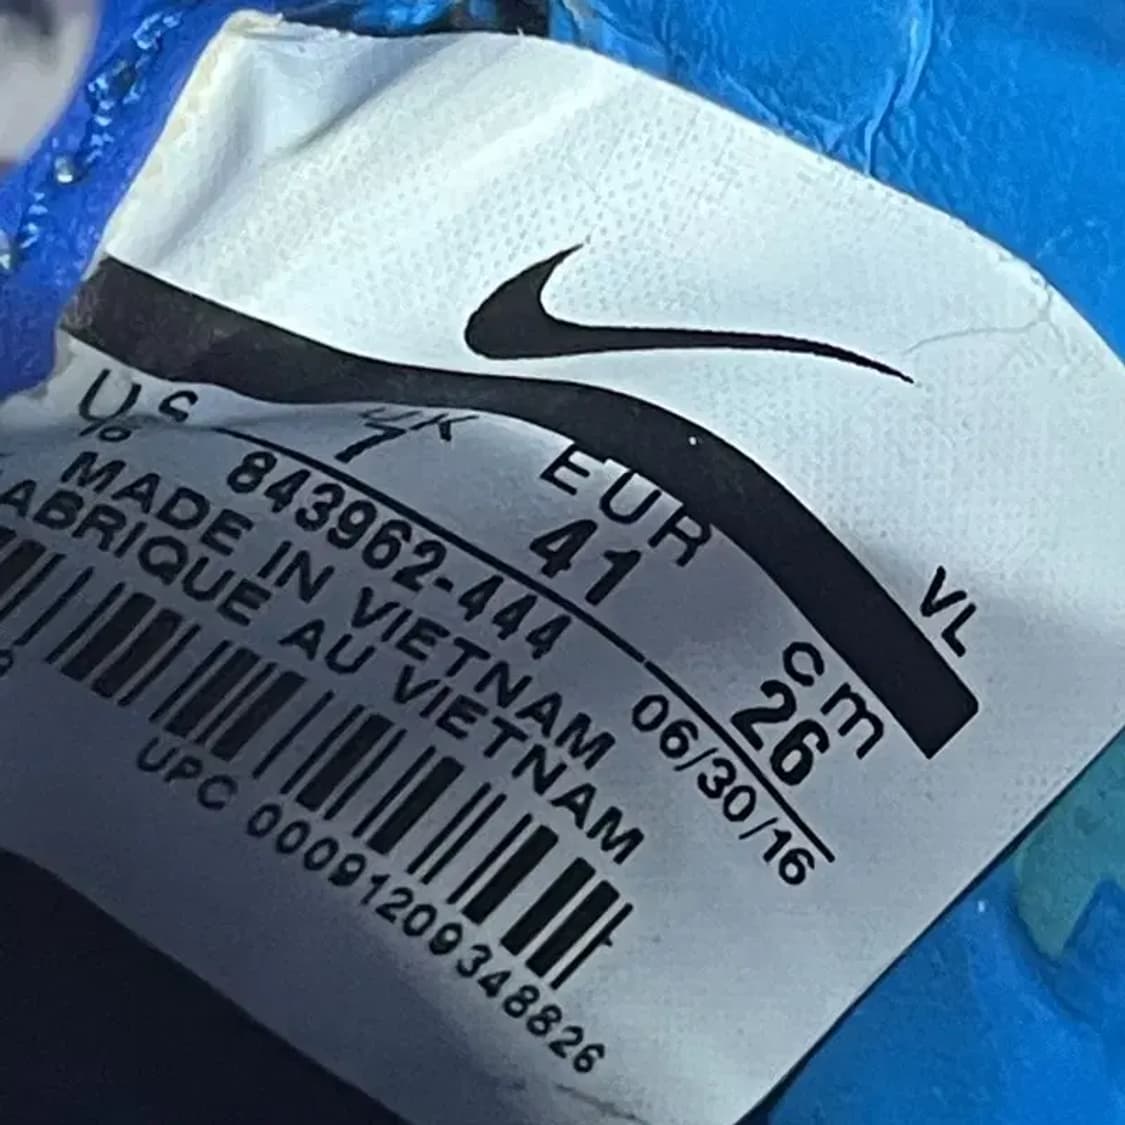 VL
US UK EUR cm
8 7 41 26
843962-444 06/30/16
MADE IN VIETNAM
ABRIQUE AU VIETNAM
UPC 00091209348826